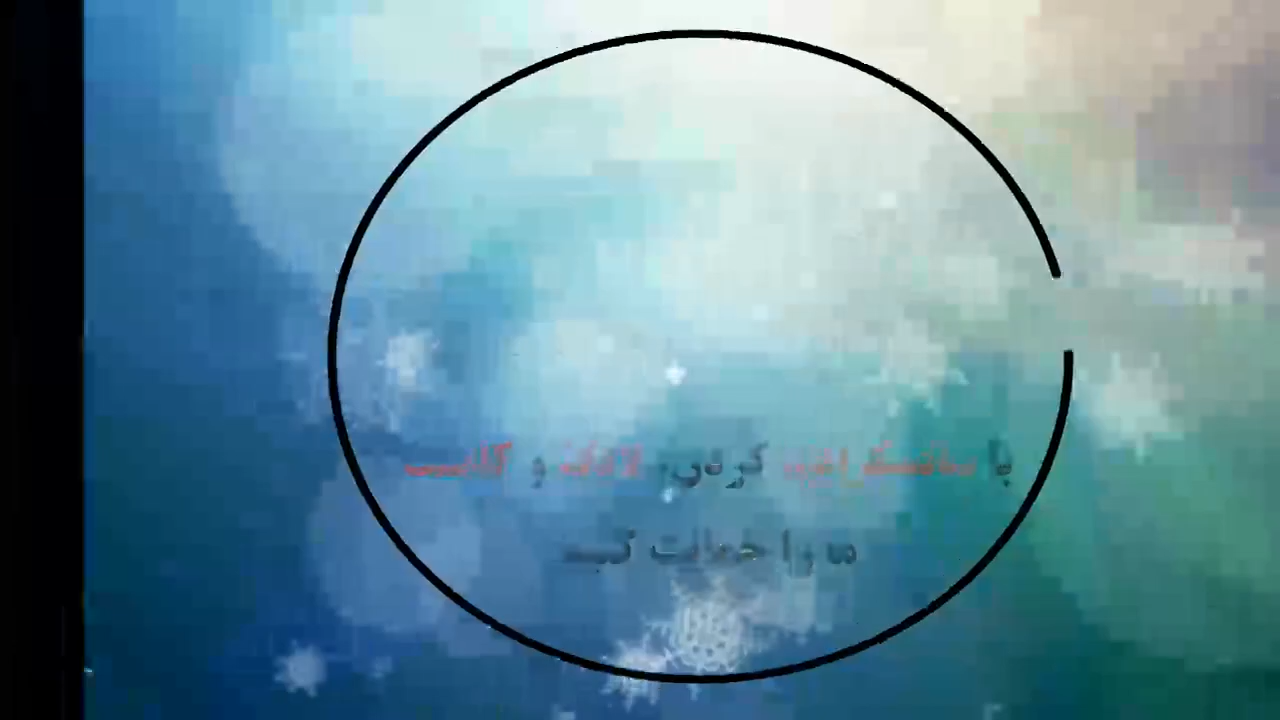 با سابسکرایب کردن، لایک و کامنت
ما را حمایت کنید